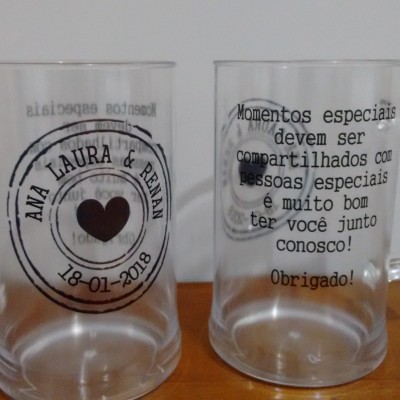 ANA LAURA & RENAN
18-01-2018
Momentos especiais
devem ser
compartilhados com
pessoas especiais
é muito bom
ter você junto
conosco!
Obrigado!